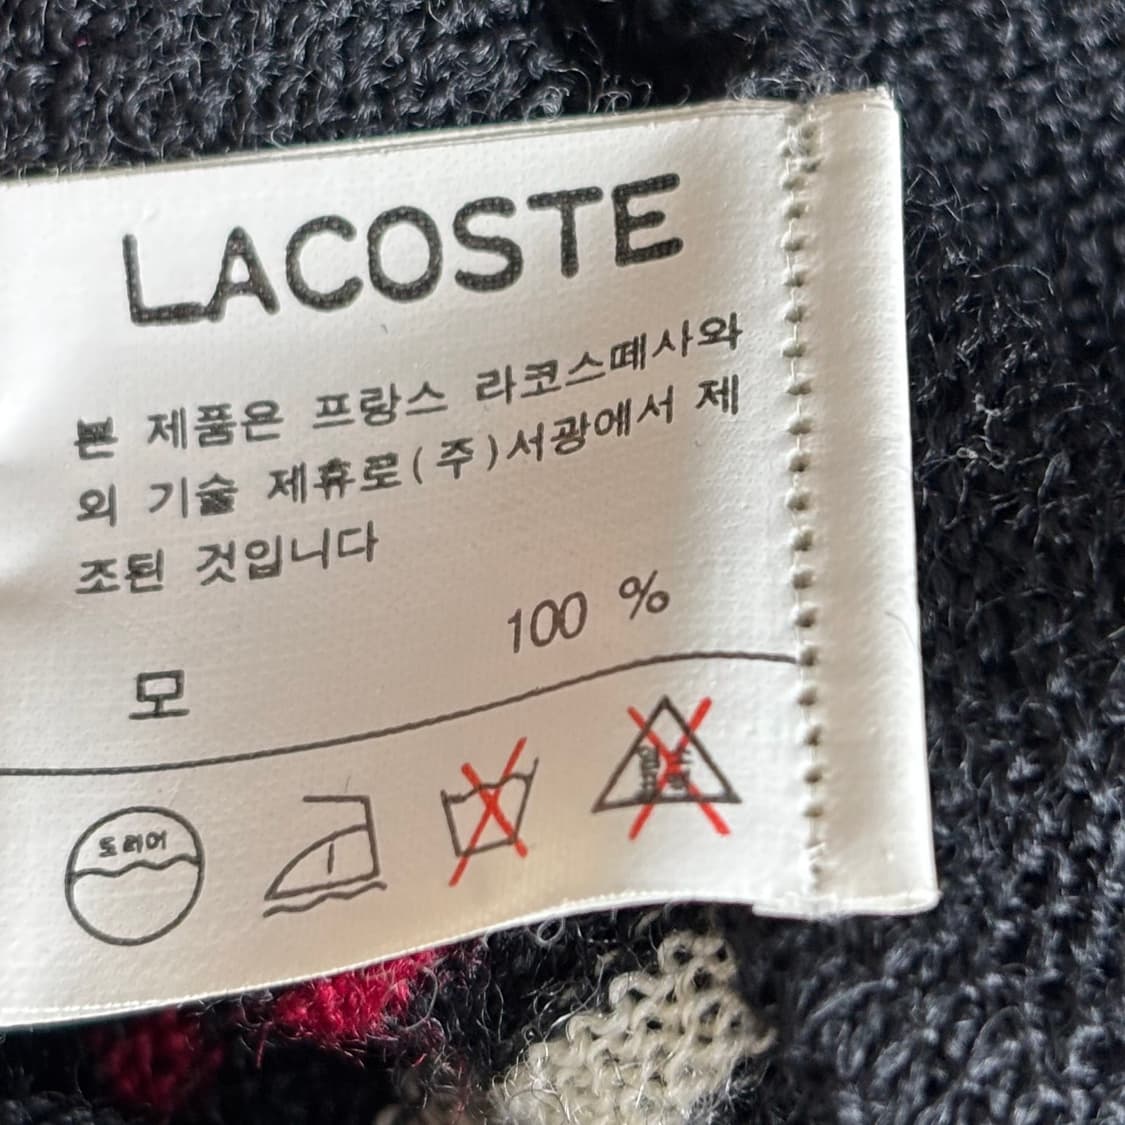 LACOSTE
본 제품은 프랑스 라코스떼사와
외 기술 제휴로(주)서광에서 제
조된 것입니다
모 100 %
드라이